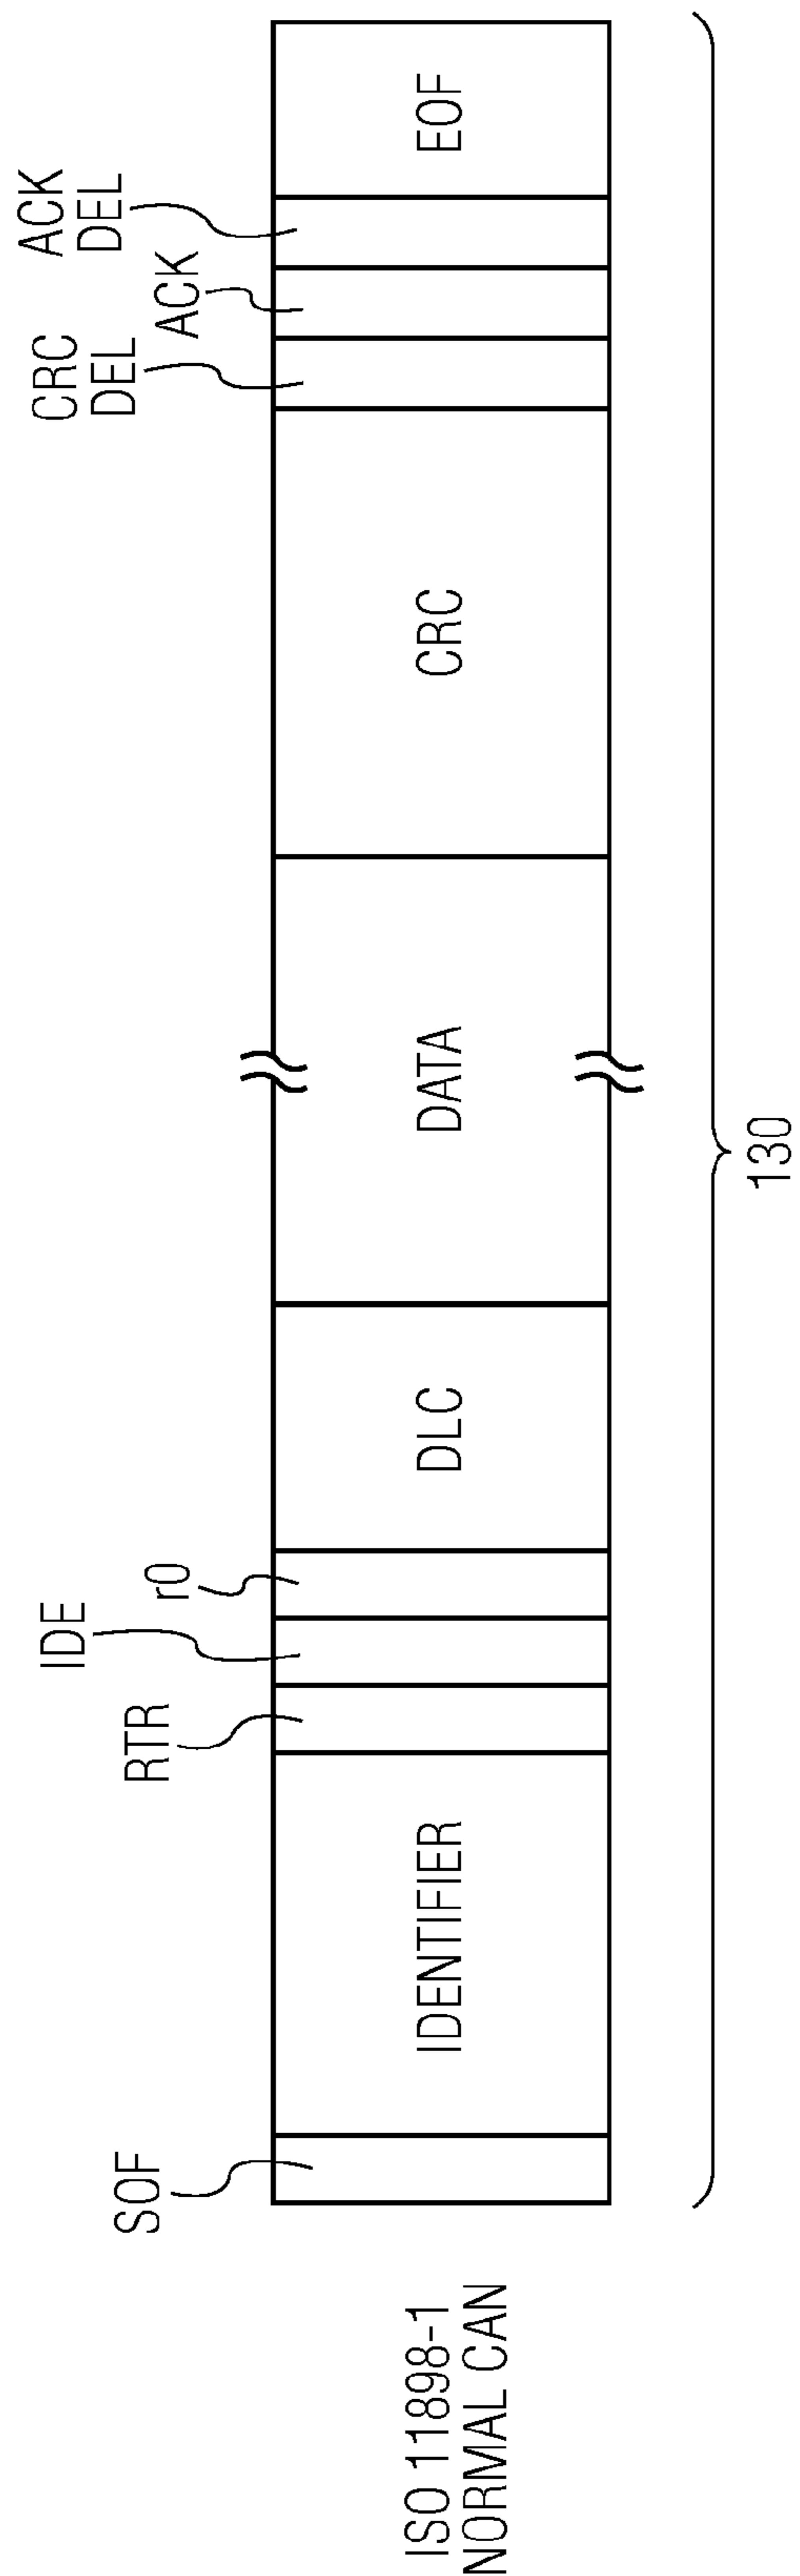 ISO 11898-1
NORMAL CAN
SOF
IDENTIFIER
RTR
IDE
r0
DLC
DATA
CRC
CRC
DEL
ACK
ACK
DEL
EOF
130